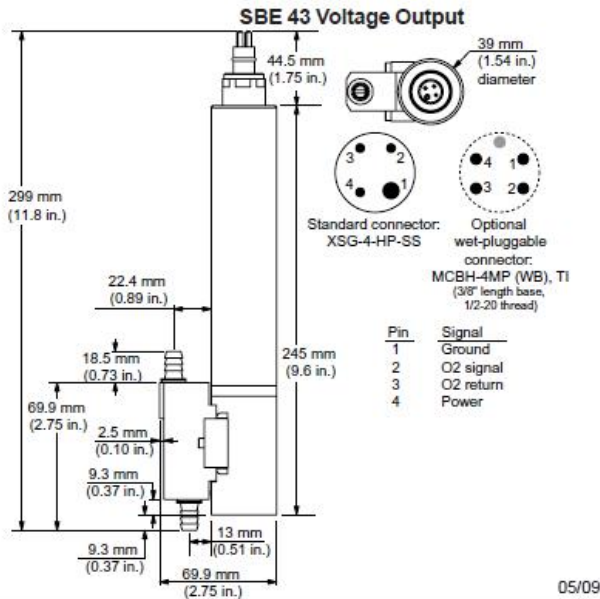 SBE 43 Voltage Output
44.5 mm
(1.75 in.)
39 mm
(1.54 in.)
diameter
3
2
4
1
4
1
3
2
Standard connector:
XSG-4-HP-SS
Optional
wet-pluggable
connector:
MCBH-4MP (WB), TI
(3/8" length base,
1/2-20 thread)
299 mm
(11.8 in.)
22.4 mm
(0.89 in.)
Pin Signal
1 Ground
2 O2 signal
3 O2 return
4 Power
18.5 mm
(0.73 in.)
245 mm
(9.6 in.)
69.9 mm
(2.75 in.)
2.5 mm
(0.10 in.)
9.3 mm
(0.37 in.)
13 mm
(0.51 in.)
9.3 mm
(0.37 in.)
69.9 mm
(2.75 in.)
05/09